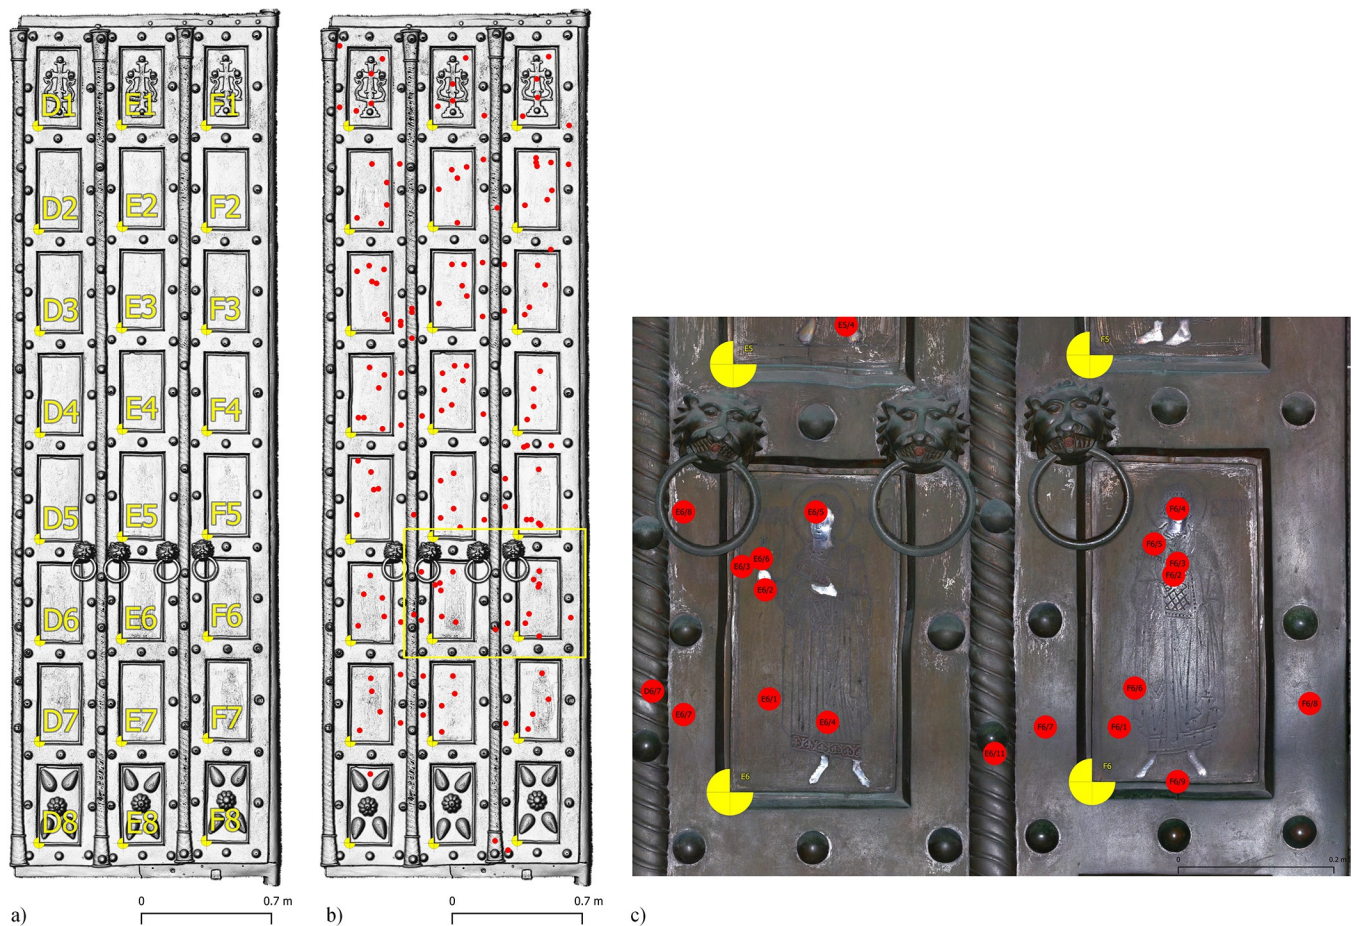 D1 E1 F1
D2 E2 F2
D3 E3 F3
D4 E4 F4
D5 E5 F5
D6 E6 F6
D7 E7 F7
D8 E8 F8
a) 0 0.7 m
b) 0 0.7 m
E5/4
E5 F5
E6/8 E6/5 F6/4
F6/5
E6/6
E6/3 F6/3
E6/2 F6/2
D6/7 E6/1 F6/6
E6/7 F6/8
E6/4 F6/7 F6/1
E6/11
E6 F6 F6/9
0 0.2 m
c)